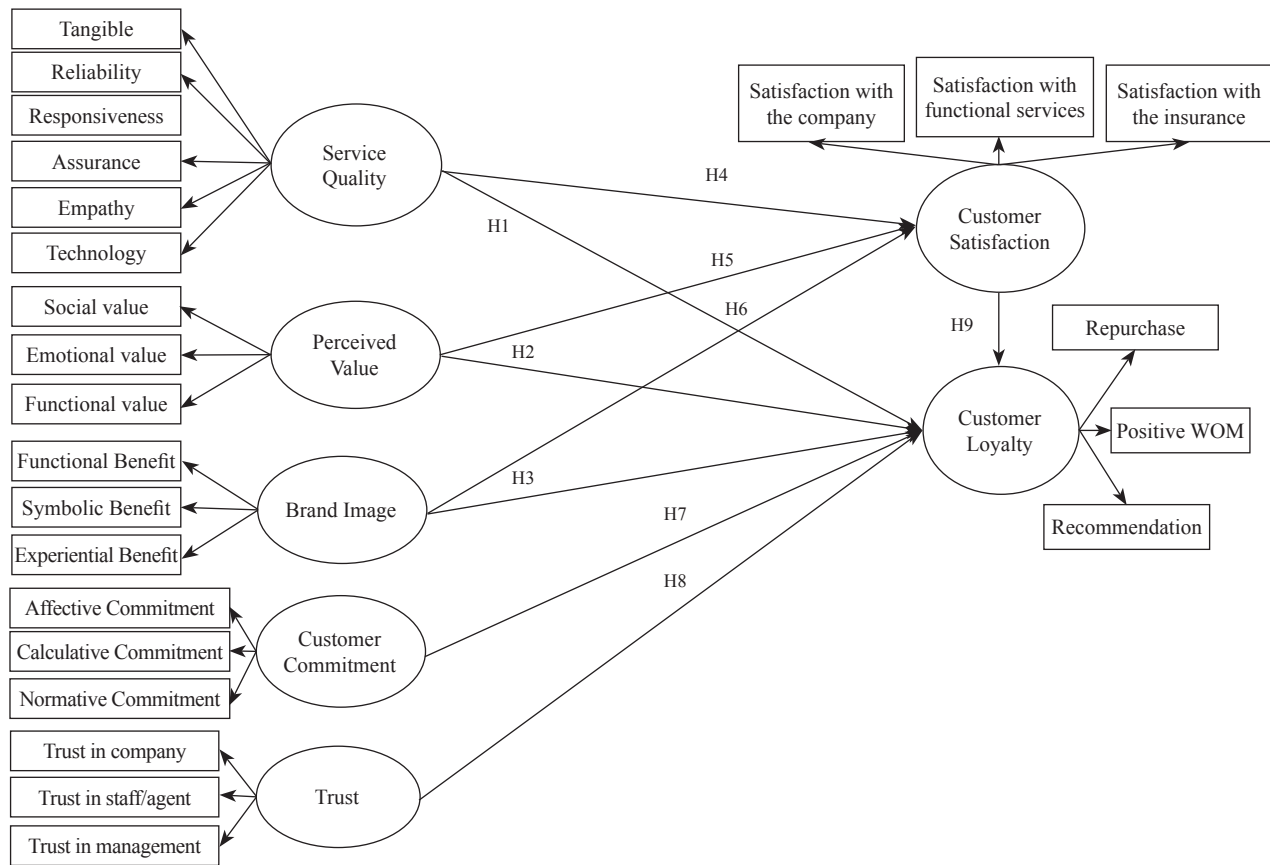 Tangible
Reliability
Responsiveness
Assurance
Empathy
Technology
Service
Quality
Social value
Emotional value
Functional value
Perceived
Value
Functional Benefit
Symbolic Benefit
Experiential Benefit
Brand Image
Affective Commitment
Calculative Commitment
Normative Commitment
Customer
Commitment
Trust in company
Trust in staff/agent
Trust in management
Trust
H4
H1
H5
H6
H2
H3
H7
H8
H9
Satisfaction with
the company
Satisfaction with
functional services
Satisfaction with
the insurance
Customer
Satisfaction
Customer
Loyalty
Repurchase
Positive WOM
Recommendation